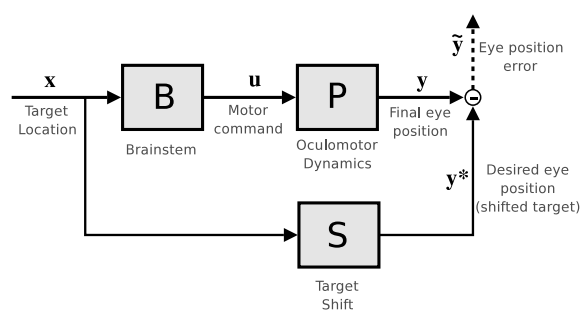 ỹ
Eye position
error
x
B
u
P
y
-
Target
Location
Brainstem
Motor
command
Oculomotor
Dynamics
Final eye
position
y*
Desired eye
position
(shifted target)
S
Target
Shift